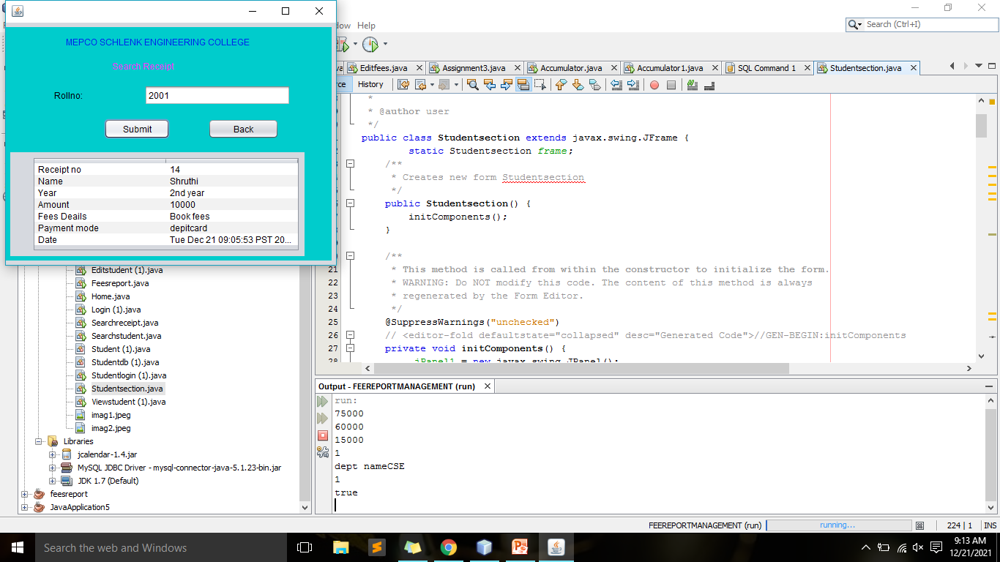 MEPCO SCHLENK ENGINEERING COLLEGE
Search Receipt
Rollno: 2001
Submit Back
Receipt no 14
Name Shruthi
Year 2nd year
Amount 10000
Fees Deails Book fees
Payment mode depitcard
Date Tue Dec 21 09:05:53 PST 20...
Help
Search (Ctrl+I)
Editfees.java Assignment3.java Accumulator.java Accumulator1.java SQL Command 1 Studentsection.java
History
*
* @author user
*/
public class Studentsection extends javax.swing.JFrame {
static Studentsection frame;
/**
* Creates new form Studentsection
*/
public Studentsection() {
initComponents();
}
/**
21 * This method is called from within the constructor to initialize the form.
22 * WARNING: Do NOT modify this code. The content of this method is always
23 * regenerated by the Form Editor.
24 */
25 @SuppressWarnings("unchecked")
26 // <editor-fold defaultstate="collapsed" desc="Generated Code">//GEN-BEGIN:initComponents
27 private void initComponents() {
28 jPanel1 = new javax.swing.JPanel();
Editstudent (1).java
Feesreport.java
Home.java
Login (1).java
Searchreceipt.java
Searchstudent.java
Student (1).java
Studentdb (1).java
Studentlogin (1).java
Studentsection.java
Viewstudent (1).java
imag1.jpeg
imag2.jpeg
Libraries
jcalendar-1.4.jar
MySQL JDBC Driver - mysql-connector-java-5.1.23-bin.jar
JDK 1.7 (Default)
feesreport
JavaApplication5
Output - FEEREPORTMANAGEMENT (run)
run:
75000
60000
15000
1
dept nameCSE
1
true
FEEREPORTMANAGEMENT (run) running... 224 | 1 INS
Search the web and Windows
9:13 AM
12/21/2021